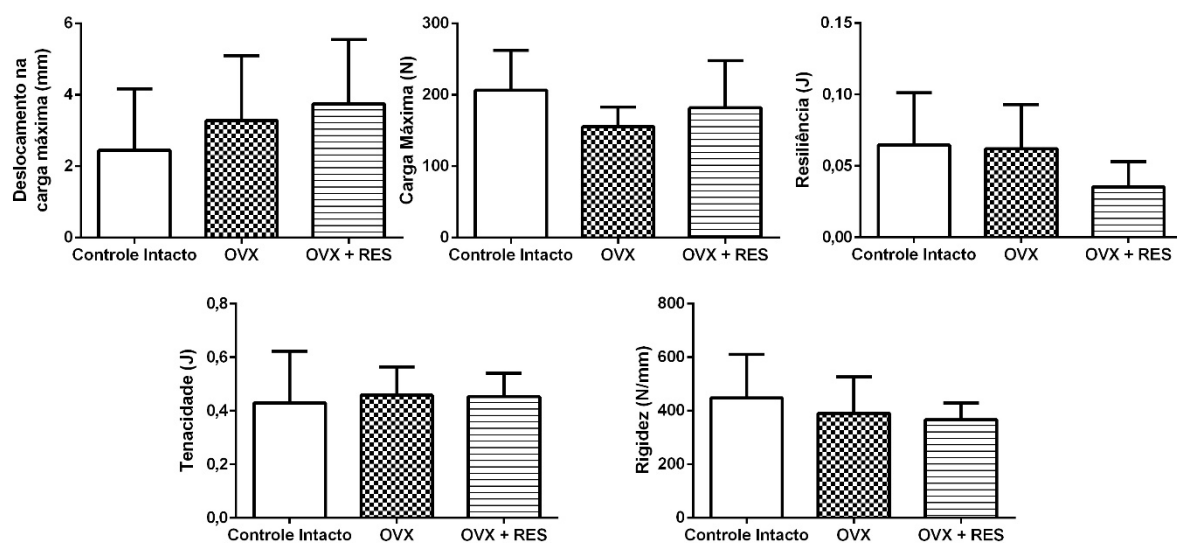 Deslocamento na
carga máxima (mm)
6
4
2
0
Controle Intacto OVX OVX + RES
Carga Máxima (N)
300
200
100
0
Controle Intacto OVX OVX + RES
Resiliência (J)
0,10
0,05
0,00
Controle Intacto OVX OVX + RES
Tenacidade (J)
0,8
0,6
0,4
0,2
0,0
Controle Intacto OVX OVX + RES
Rigidez (N/mm)
800
600
400
200
0
Controle Intacto OVX OVX + RES